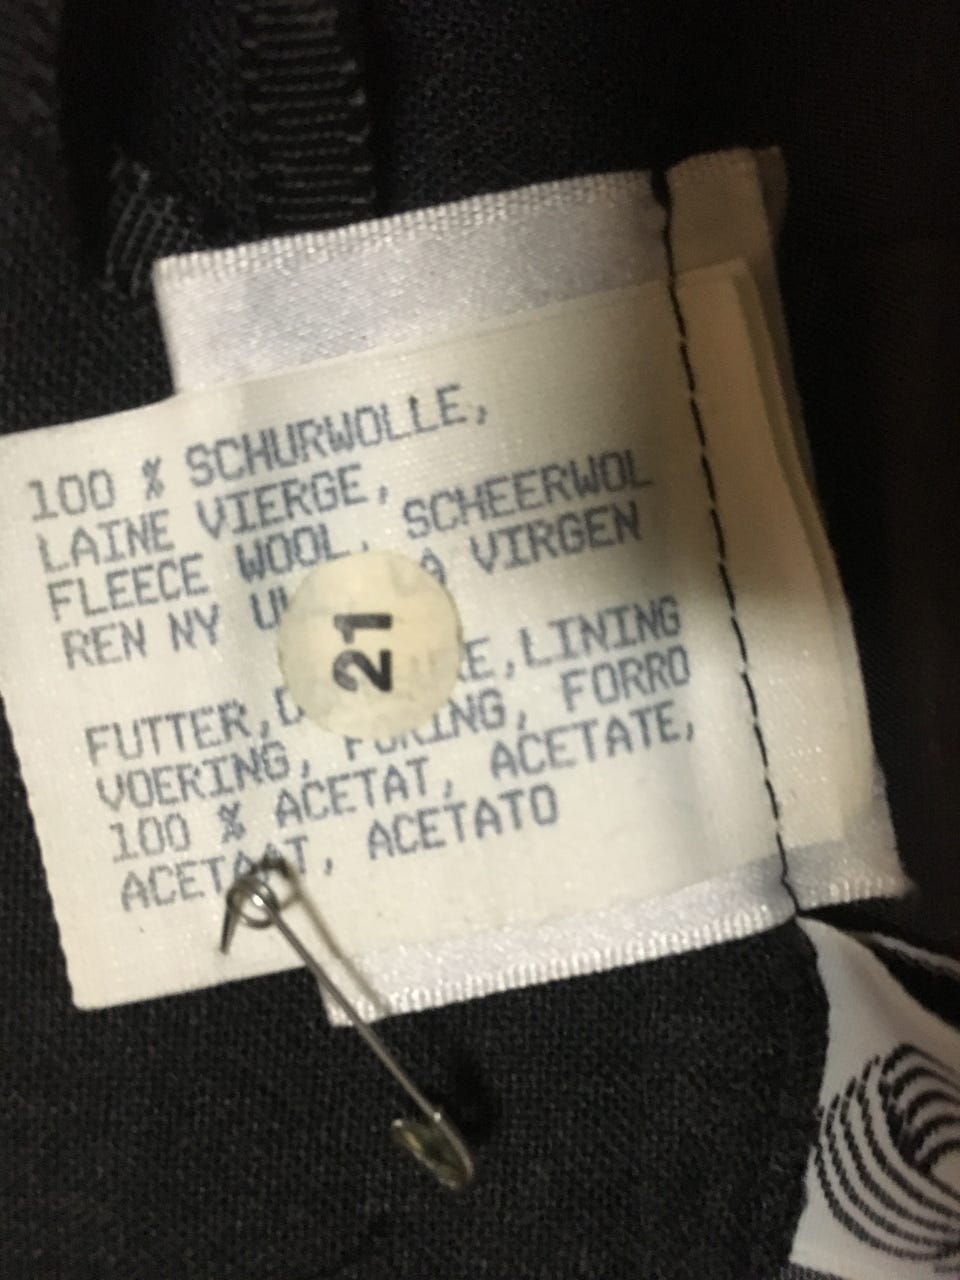 100 % SCHURWOLLE,
LAINE VIERGE,
FLEECE WOOL, SCHEERWOL
REN NY VIRGEN
21
FUTTER, LINING
VOERING, FORRO
100 % ACETAT, ACETATE,
ACETAAT, ACETATO